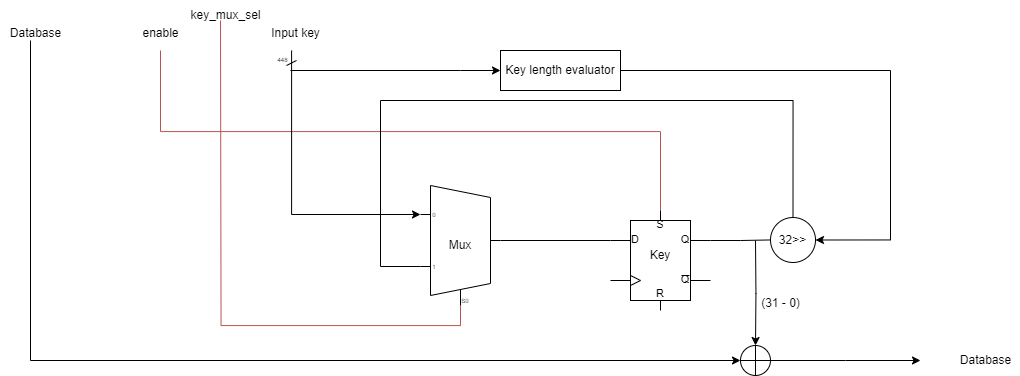 key_mux_sel
Database
enable
Input key
448
Key length evaluator
0
Mux
1
S0
S
D
Q
Key
Q
R
32>>
(31 - 0)
Database